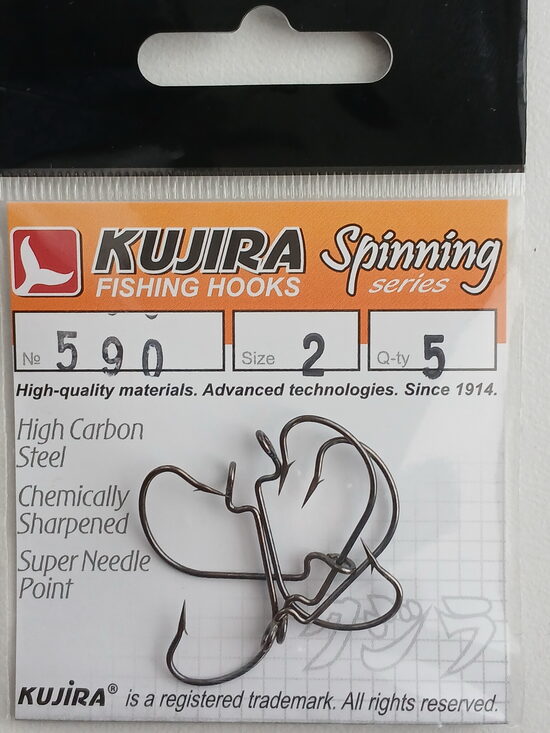 KUJIRA Spinning
FISHING HOOKS series
№ 590 Size 2 Q-ty 5
High-quality materials. Advanced technologies. Since 1914.
High Carbon
Steel
Chemically
Sharpened
Super Needle
Point
クジラ
KUJIRA® is a registered trademark. All rights reserved.